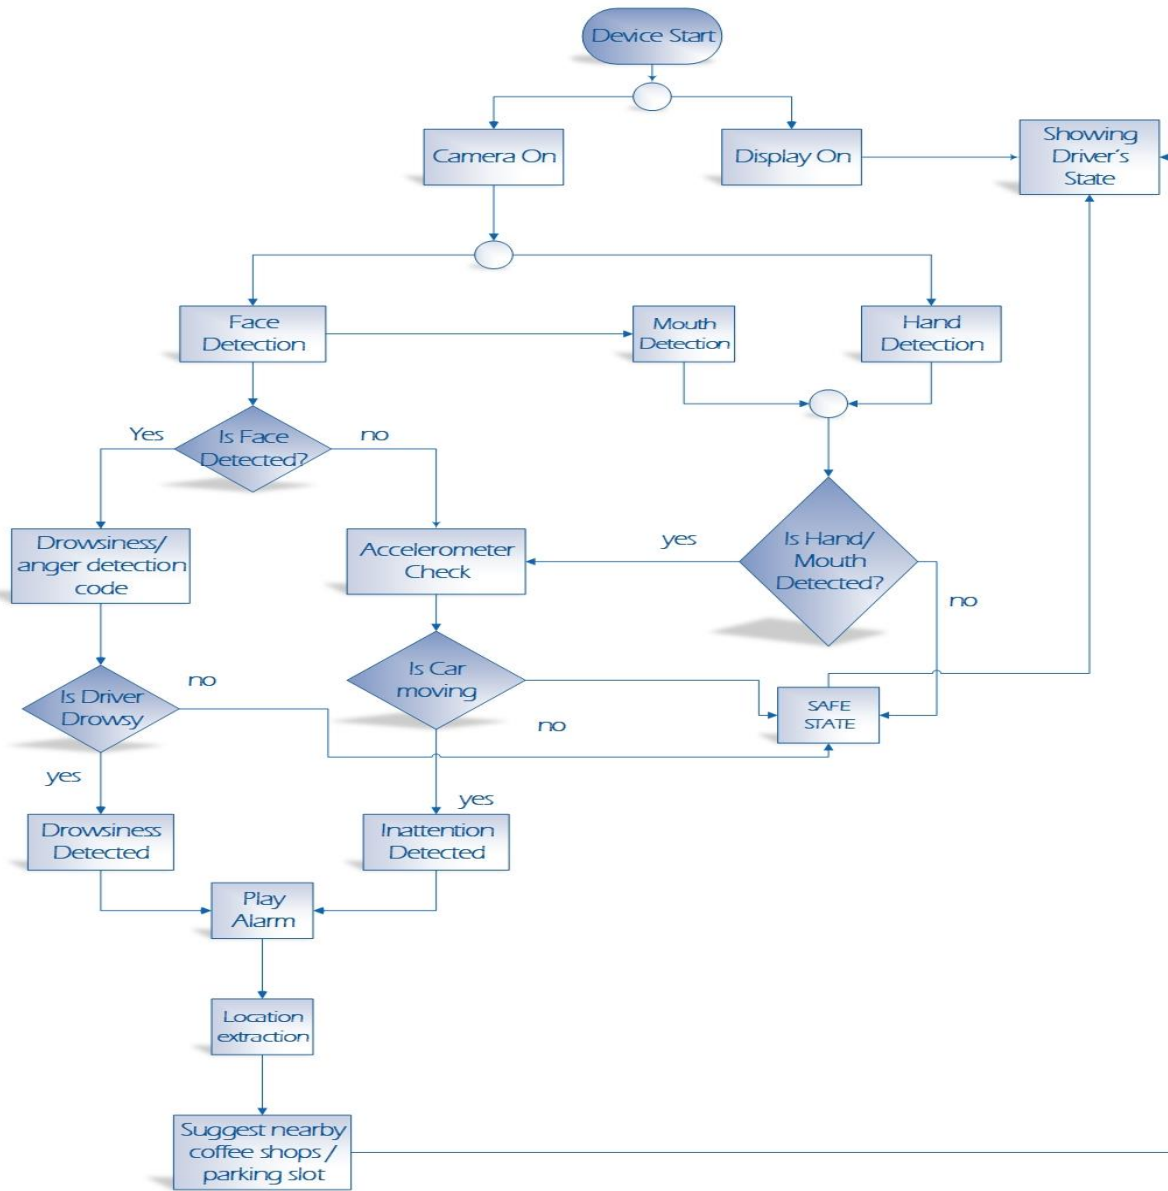 Device Start
Camera On
Display On
Showing
Driver's
State
Face
Detection
Mouth
Detection
Hand
Detection
Yes
Is Face
Detected?
no
Drowsiness/
anger detection
code
Accelerometer
Check
yes
Is Hand/
Mouth
Detected?
no
Is Driver
Drowsy
no
Is Car
moving
no
SAFE
STATE
yes
yes
Drowsiness
Detected
Inattention
Detected
Play
Alarm
Location
extraction
Suggest nearby
coffee shops /
parking slot